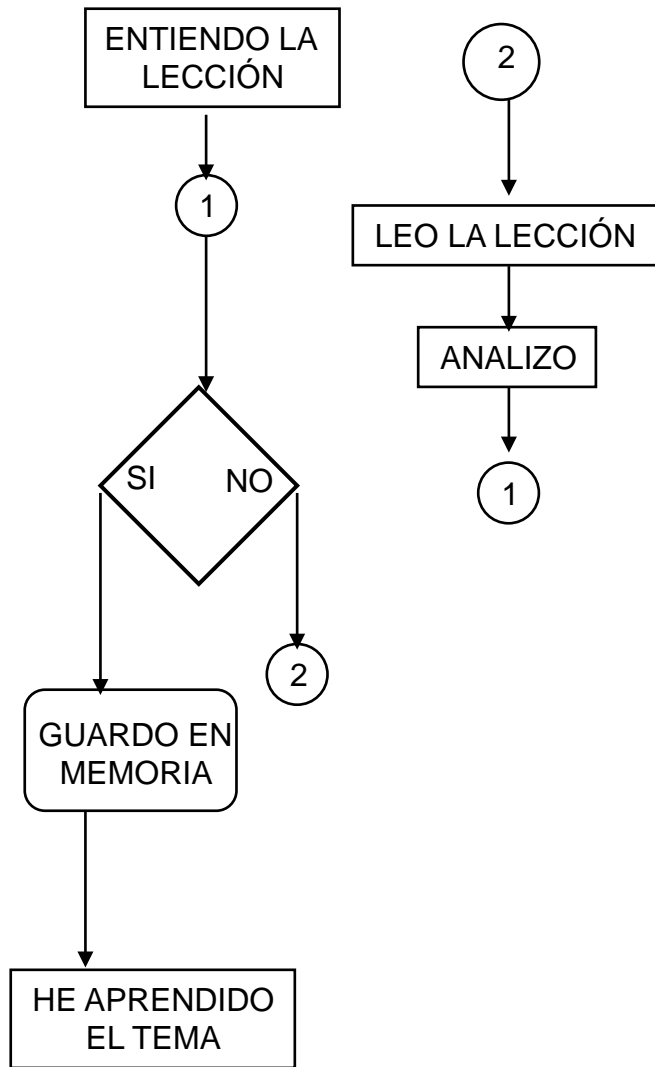 ENTIENDO LA
LECCIÓN
1
SI
NO
2
GUARDO EN
MEMORIA
HE APRENDIDO
EL TEMA
2
LEO LA LECCIÓN
ANALIZO
1